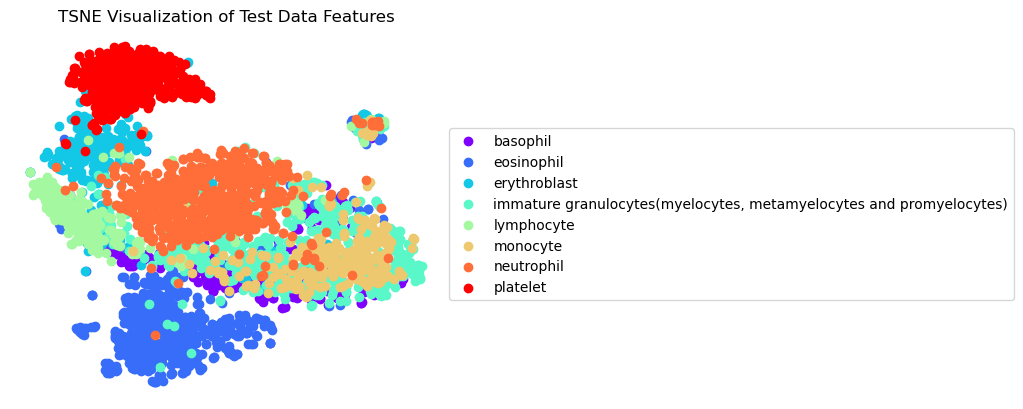 TSNE Visualization of Test Data Features
basophil
eosinophil
erythroblast
immature granulocytes(myelocytes, metamyelocytes and promyelocytes)
lymphocyte
monocyte
neutrophil
platelet